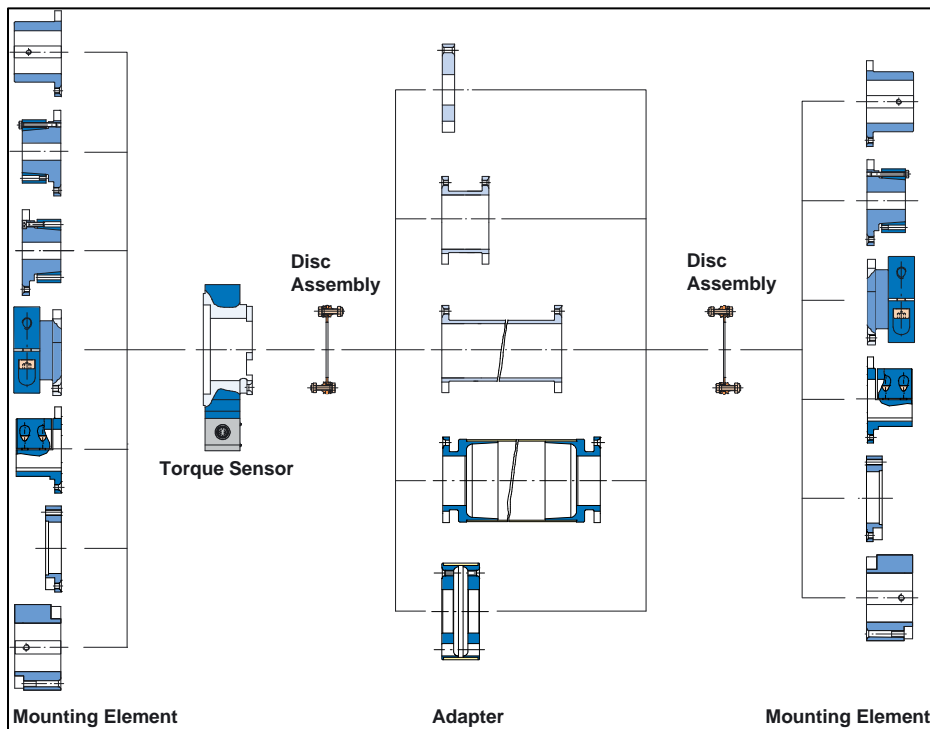 Disc
Assembly
Disc
Assembly
Torque Sensor
Mounting Element
Adapter
Mounting Element